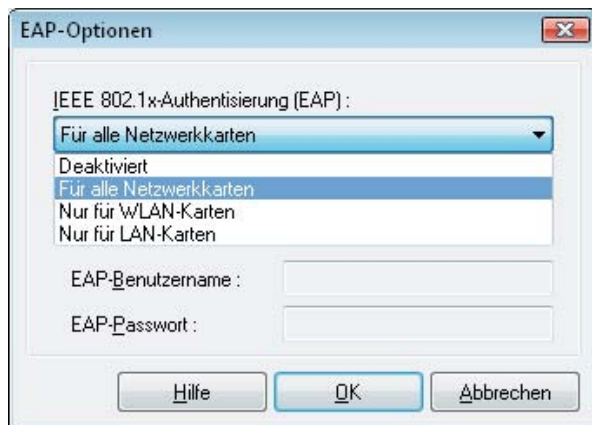 EAP-Optionen
IEEE 802.1x-Authentisierung (EAP) :
Für alle Netzwerkkarten
Deaktiviert
Für alle Netzwerkkarten
Nur für WLAN-Karten
Nur für LAN-Karten
EAP-Benutzername :
EAP-Passwort :
Hilfe OK Abbrechen